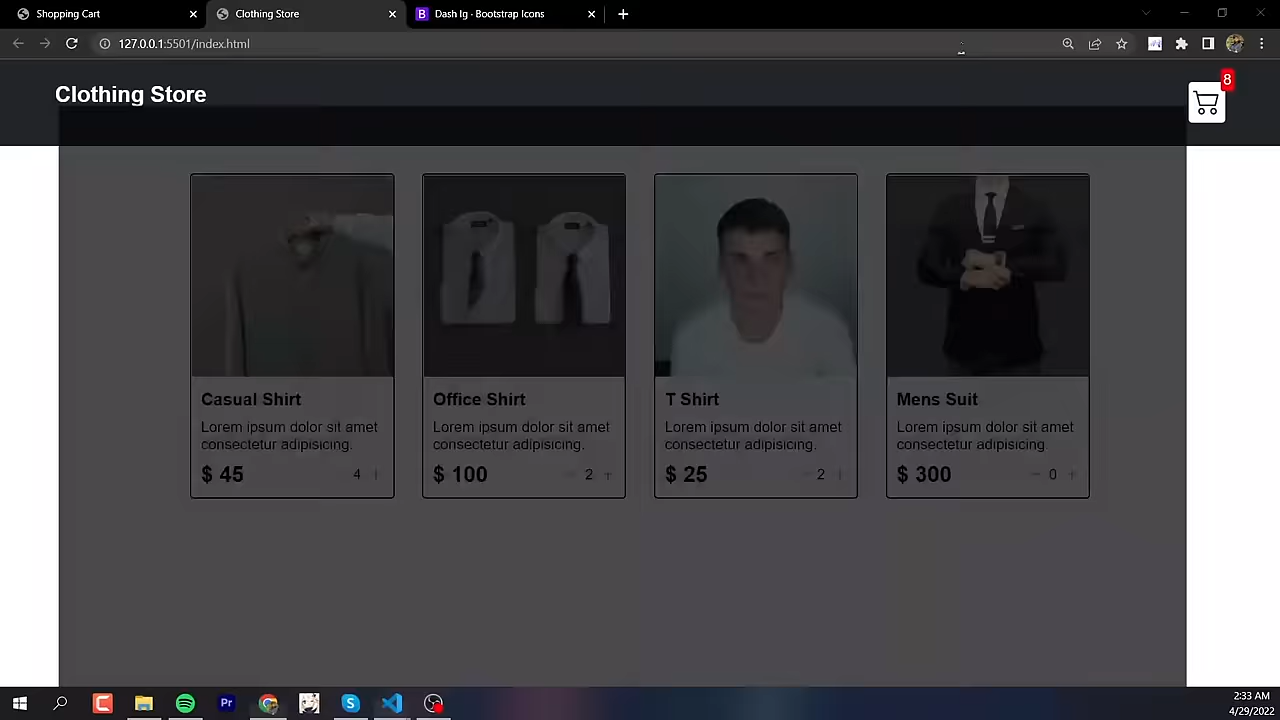 Shopping Cart
Clothing Store
Dash lg · Bootstrap Icons
127.0.0.1:5501/index.html
Clothing Store
8
Casual Shirt
Lorem ipsum dolor sit amet
consectetur adipisicing.
$ 45
4 +
Office Shirt
Lorem ipsum dolor sit amet
consectetur adipisicing.
$ 100
− 2 +
T Shirt
Lorem ipsum dolor sit amet
consectetur adipisicing.
$ 25
− 2 +
Mens Suit
Lorem ipsum dolor sit amet
consectetur adipisicing.
$ 300
− 0 +
Pr
2:33 AM
4/29/2022